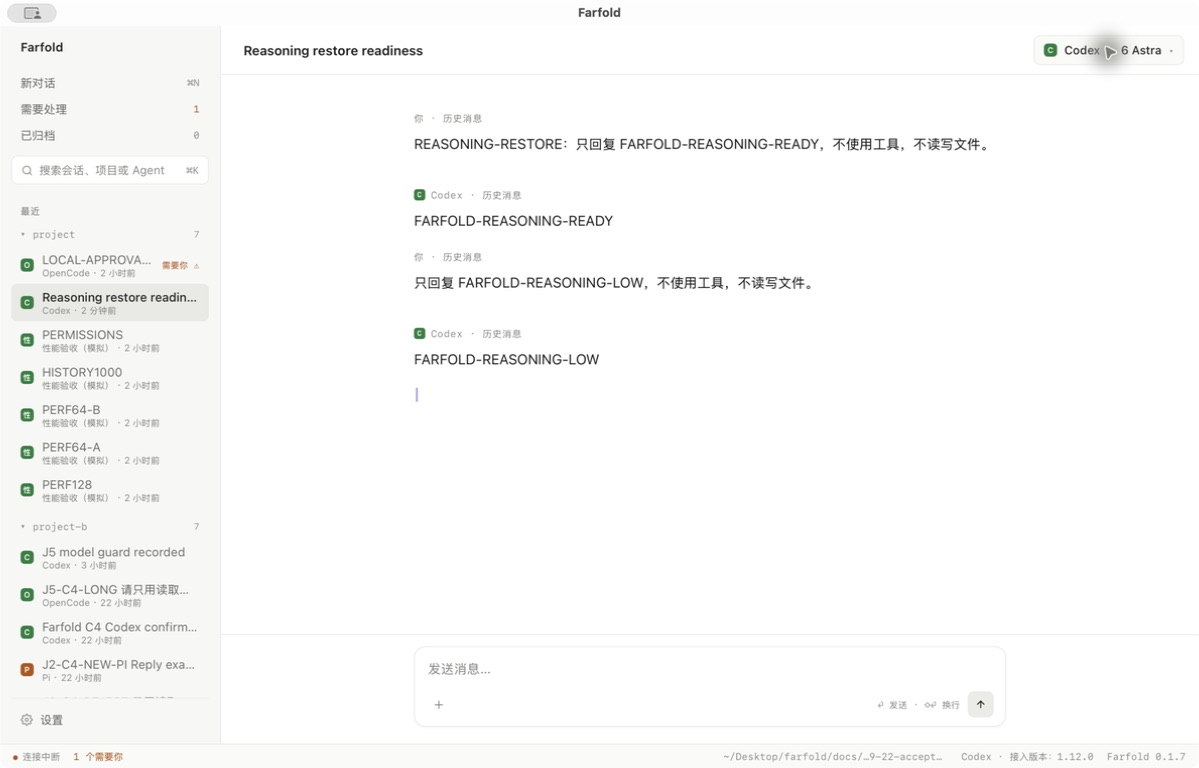 Farfold
Farfold
新对话 ⌘N
需要处理 1
已归档 0
搜索会话、项目或 Agent ⌘K
最近
project 7
O LOCAL-APPROVA... 需要你
OpenCode · 2 小时前
C Reasoning restore readin...
Codex · 2 分钟前
性 PERMISSIONS
性能验收（模拟） · 2 小时前
性 HISTORY1000
性能验收（模拟） · 2 小时前
性 PERF64-B
性能验收（模拟） · 2 小时前
性 PERF64-A
性能验收（模拟） · 2 小时前
性 PERF128
性能验收（模拟） · 2 小时前
project-b 7
C J5 model guard recorded
Codex · 3 小时前
O J5-C4-LONG 请只用读取...
OpenCode · 22 小时前
C Farfold C4 Codex confirm...
Codex · 22 小时前
P J2-C4-NEW-PI Reply exa...
Pi · 22 小时前
设置
Reasoning restore readiness
C Codex 6 Astra
你 · 历史消息
REASONING-RESTORE：只回复 FARFOLD-REASONING-READY，不使用工具，不读写文件。
C Codex · 历史消息
FARFOLD-REASONING-READY
你 · 历史消息
只回复 FARFOLD-REASONING-LOW，不使用工具，不读写文件。
C Codex · 历史消息
FARFOLD-REASONING-LOW
发送消息...
+ 发送 · 换行
连接中断 1 个需要你
~/Desktop/farfold/docs/…9-22-accept… Codex · 接入版本: 1.12.0 Farfold 0.1.7